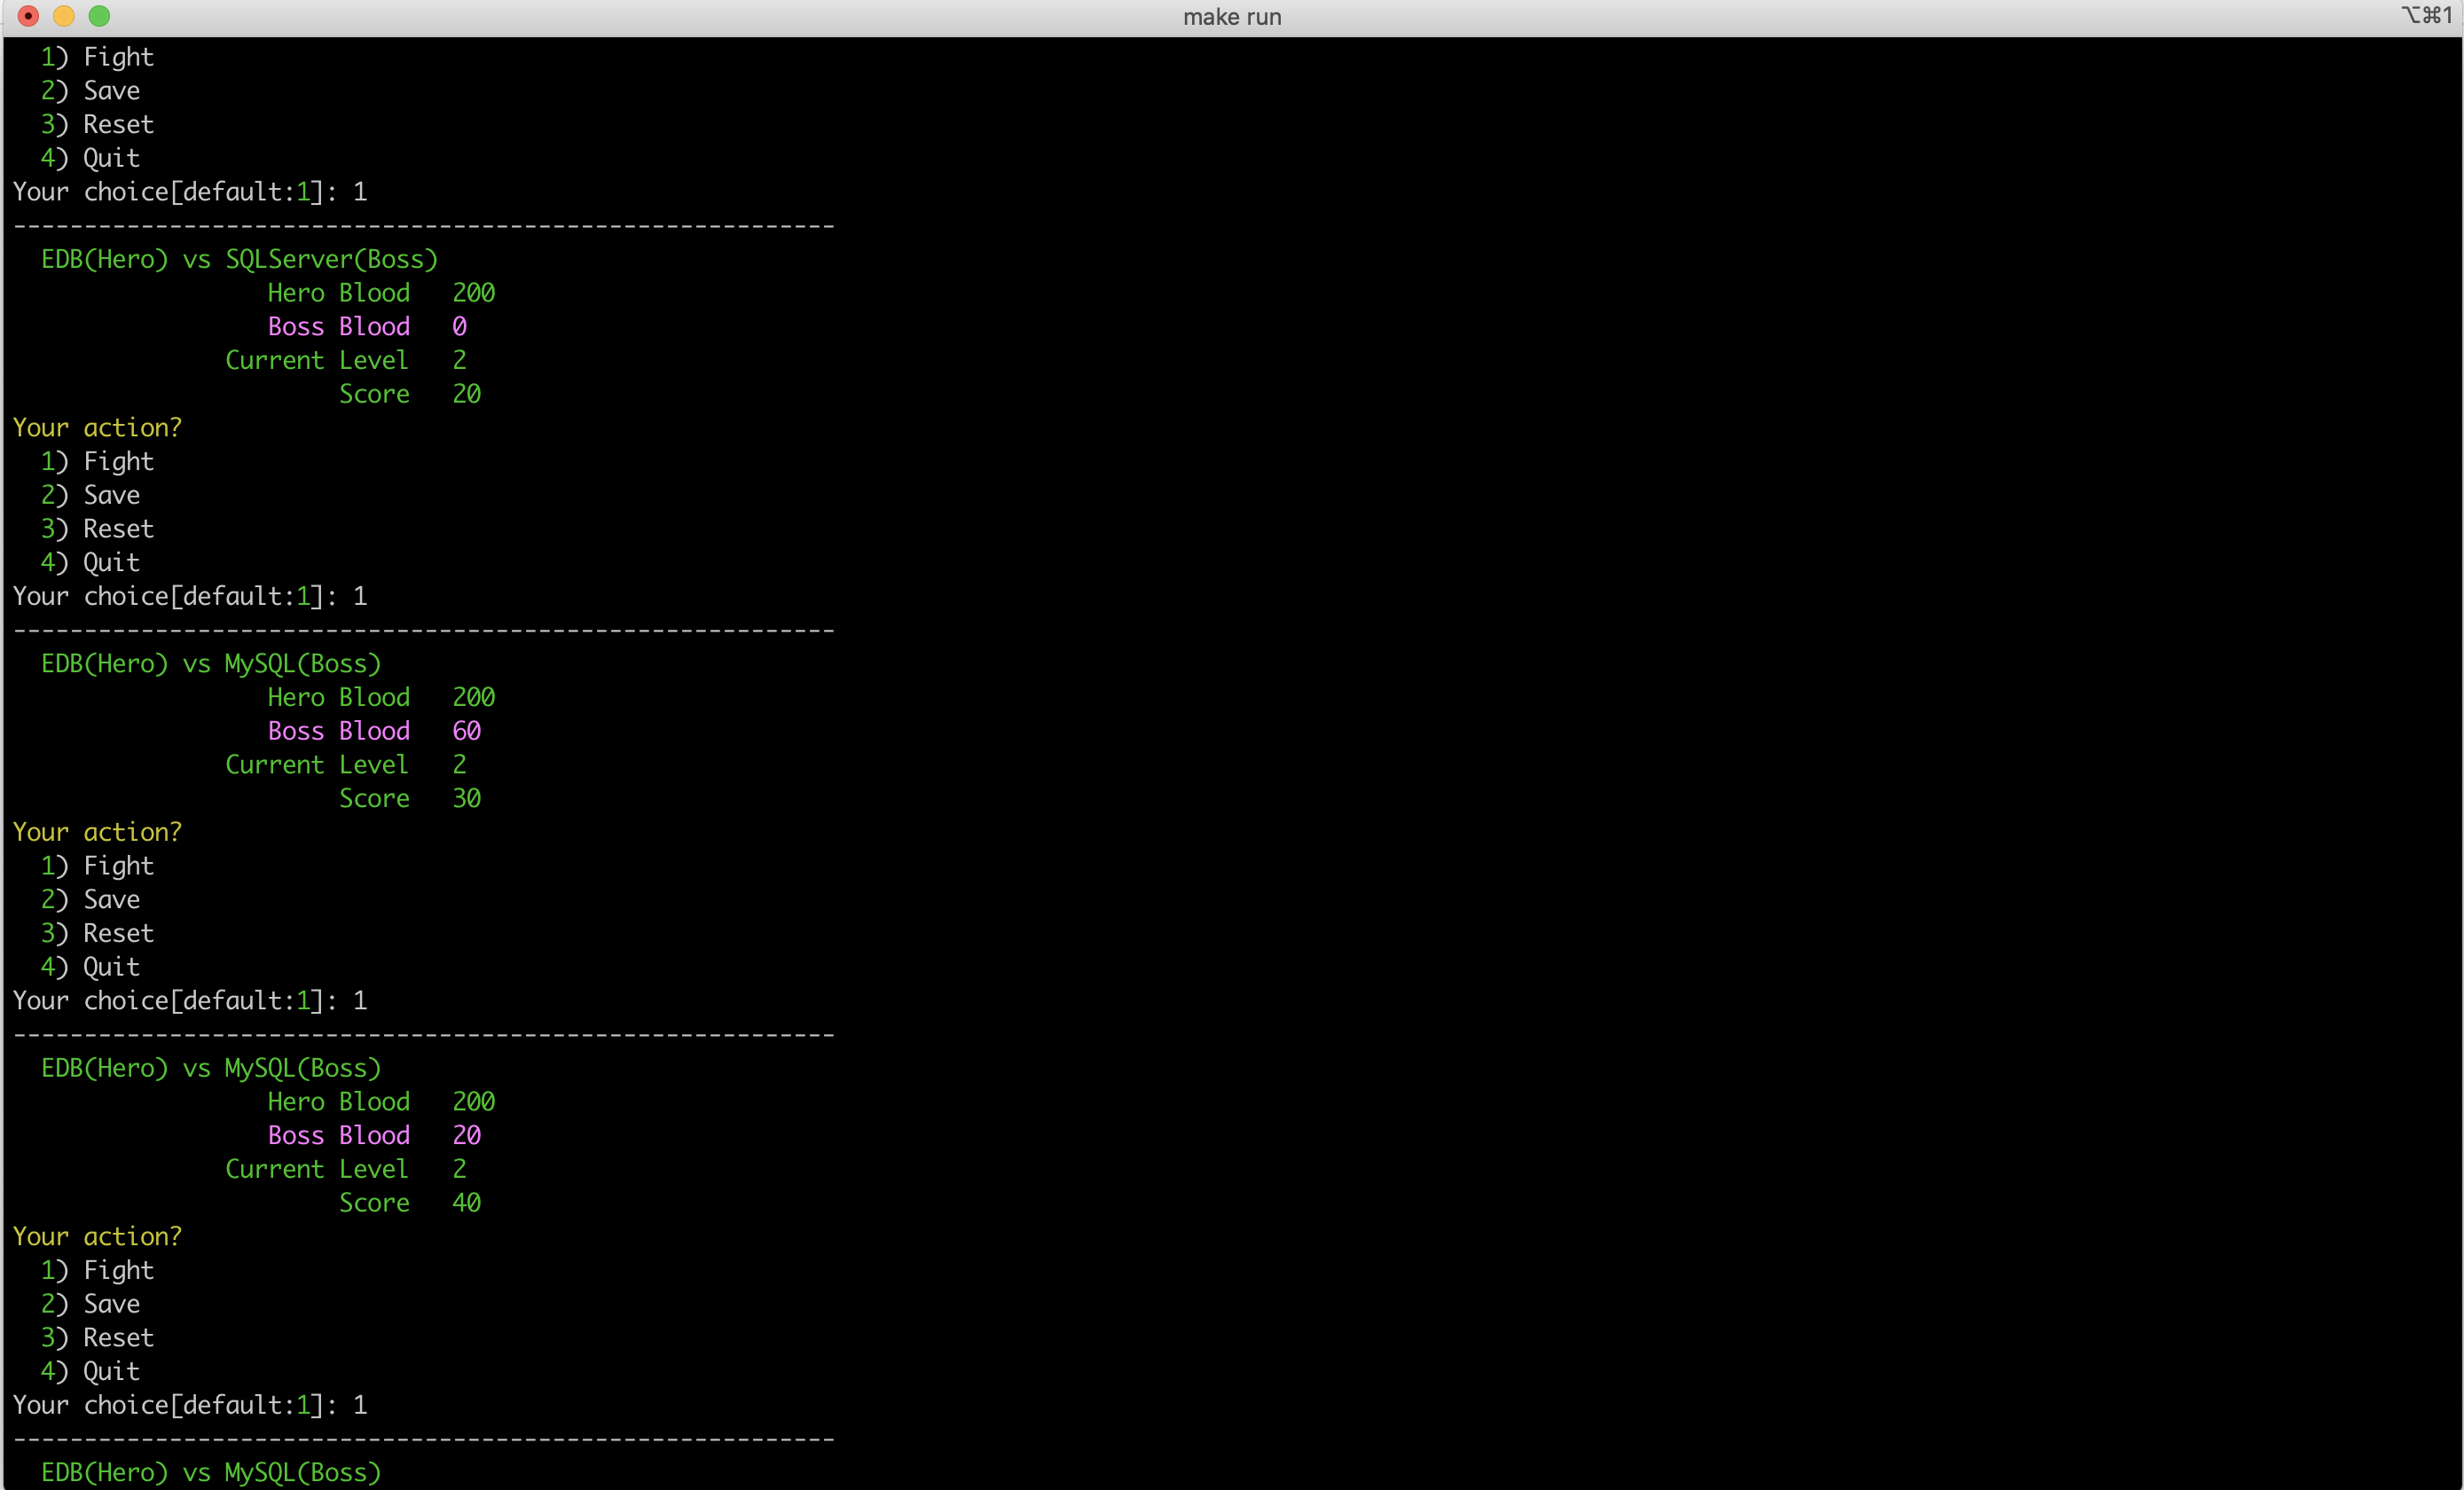 make run
⌥⌘1
1) Fight
2) Save
3) Reset
4) Quit
Your choice[default:1]: 1
----------------------------------------------------------
EDB(Hero) vs SQLServer(Boss)
Hero Blood 200
Boss Blood 0
Current Level 2
Score 20
Your action?
1) Fight
2) Save
3) Reset
4) Quit
Your choice[default:1]: 1
----------------------------------------------------------
EDB(Hero) vs MySQL(Boss)
Hero Blood 200
Boss Blood 60
Current Level 2
Score 30
Your action?
1) Fight
2) Save
3) Reset
4) Quit
Your choice[default:1]: 1
----------------------------------------------------------
EDB(Hero) vs MySQL(Boss)
Hero Blood 200
Boss Blood 20
Current Level 2
Score 40
Your action?
1) Fight
2) Save
3) Reset
4) Quit
Your choice[default:1]: 1
----------------------------------------------------------
EDB(Hero) vs MySQL(Boss)